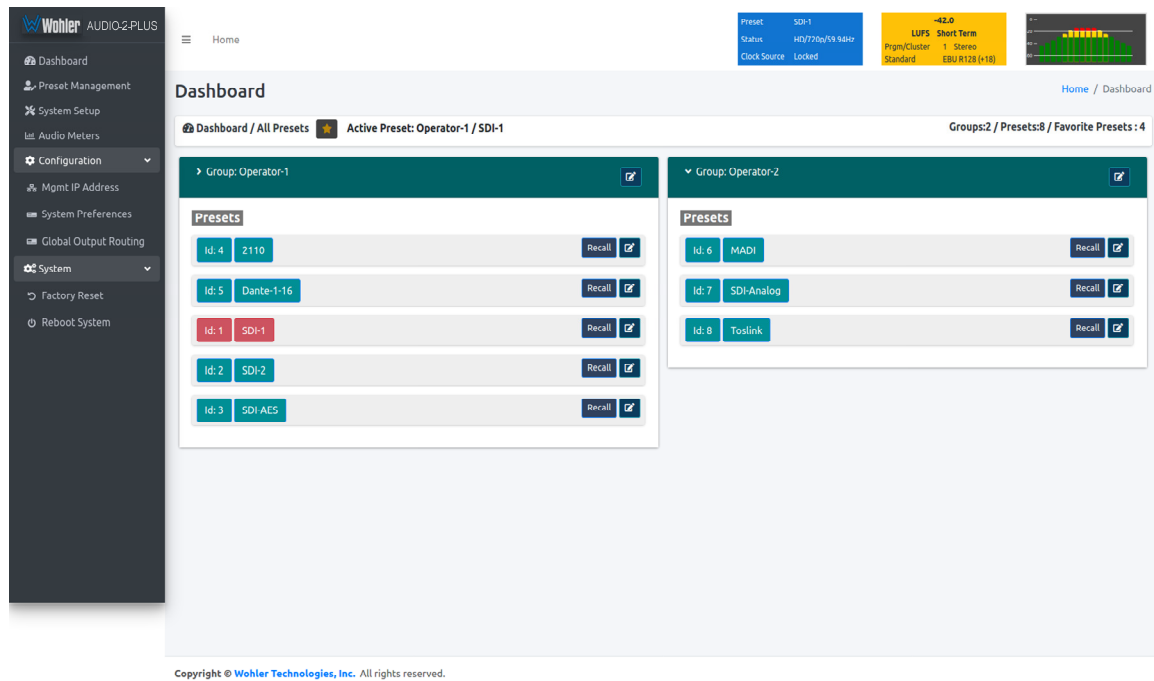 Wohler AUDIO-2-PLUS
Dashboard
Preset Management
System Setup
Audio Meters
Configuration
Mgmt IP Address
System Preferences
Global Output Routing
System
Factory Reset
Reboot System
Home
Preset SDI-1
Status HD/720p/59.94Hz
Clock Source Locked
-42.0
LUFS Short Term
Prgm/Cluster 1 Stereo
Standard EBU R128 (+18)
Dashboard
Home / Dashboard
Dashboard / All Presets Active Preset: Operator-1 / SDI-1
Groups:2 / Presets:8 / Favorite Presets : 4
Group: Operator-1
Presets
Id: 4 2110 Recall
Id: 5 Dante-1-16 Recall
Id: 1 SDI-1 Recall
Id: 2 SDI-2 Recall
Id: 3 SDI-AES Recall
Group: Operator-2
Presets
Id: 6 MADI Recall
Id: 7 SDI-Analog Recall
Id: 8 Toslink Recall
Copyright © Wohler Technologies, Inc. All rights reserved.